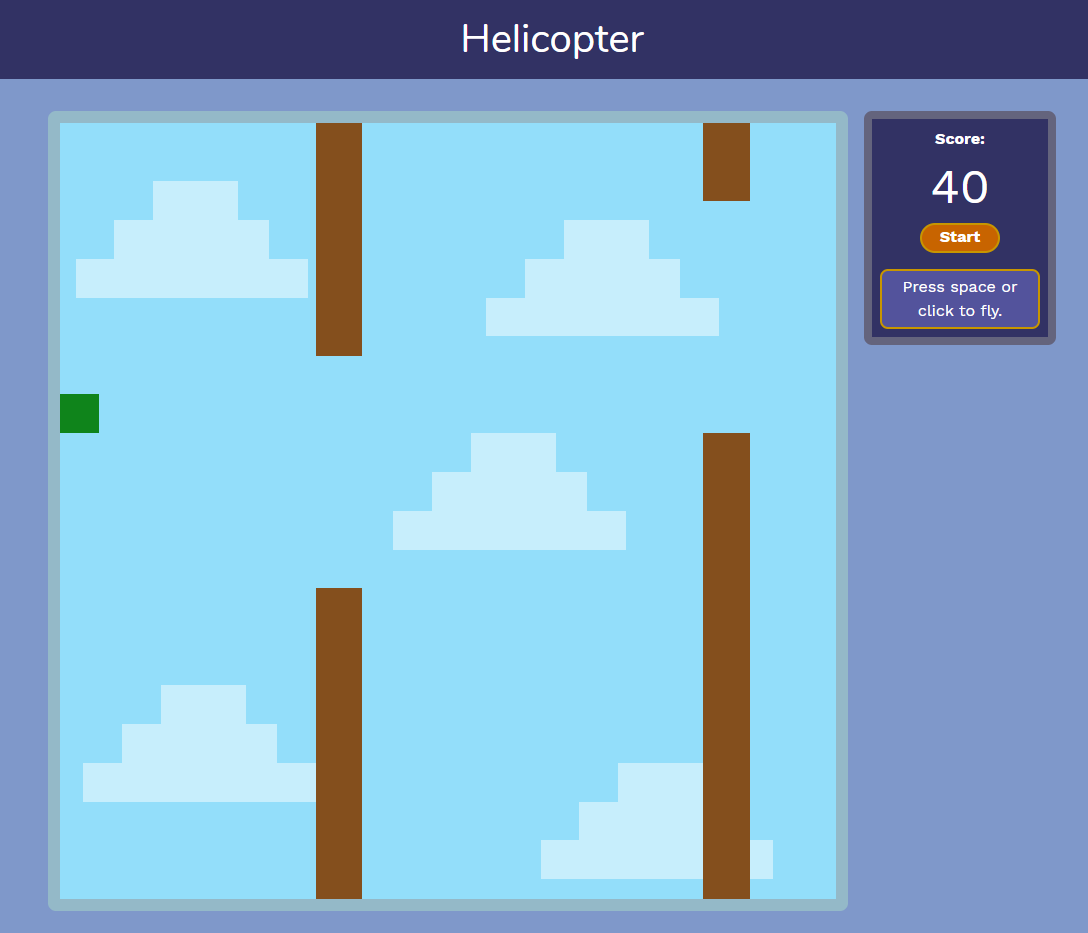 Helicopter
Score:
40
Start
Press space or
click to fly.